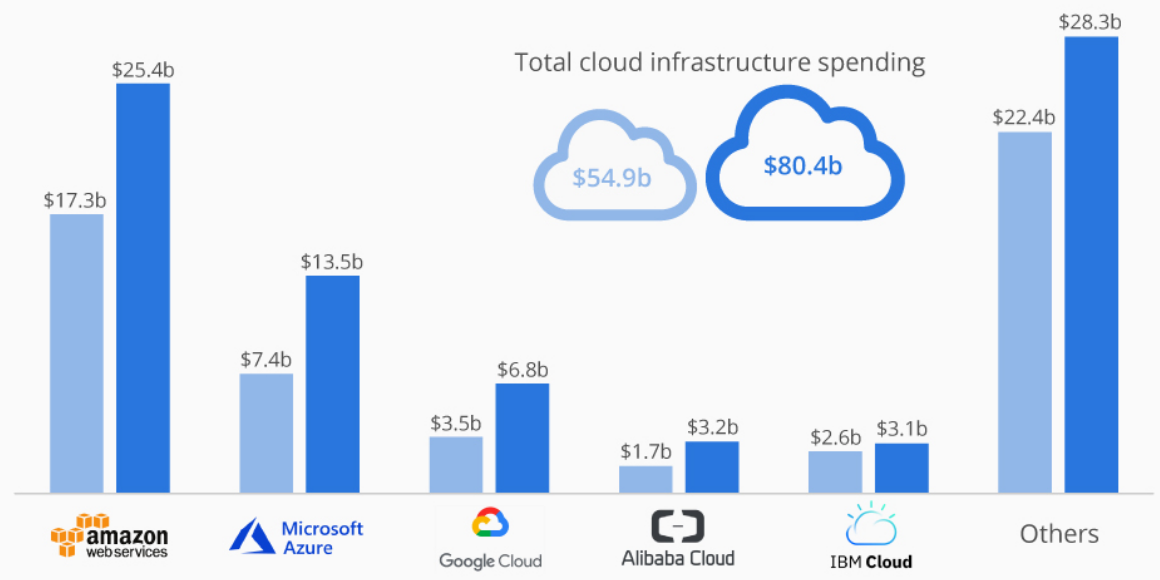 Total cloud infrastructure spending
$54.9b
$80.4b
$17.3b
$25.4b
$7.4b
$13.5b
$3.5b
$6.8b
$1.7b
$3.2b
$2.6b
$3.1b
$22.4b
$28.3b
amazon
webservices
Microsoft
Azure
Google Cloud
Alibaba Cloud
IBM Cloud
Others